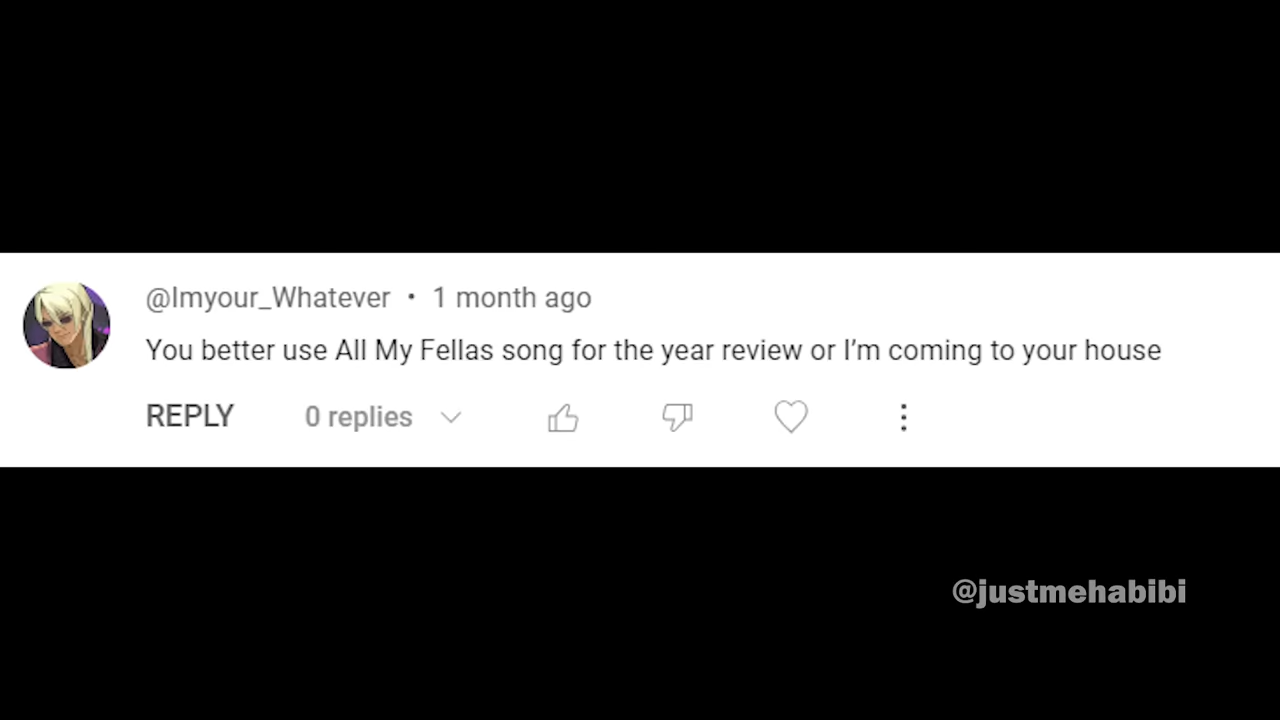 @Imyour_Whatever • 1 month ago
You better use All My Fellas song for the year review or I’m coming to your house
REPLY 0 replies
@justmehabibi